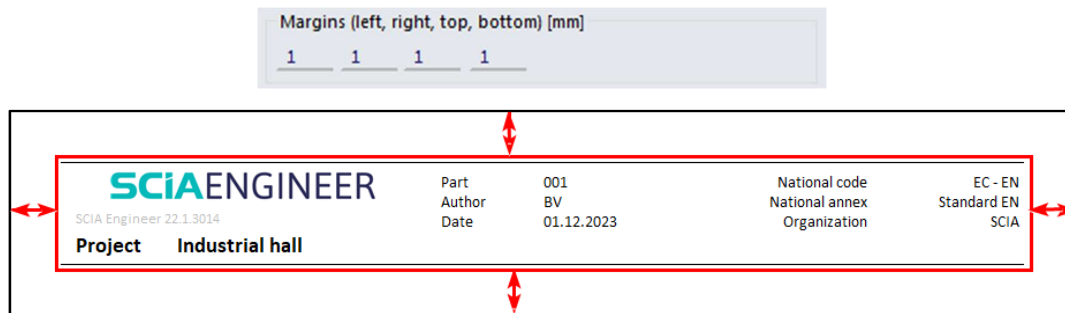 Margins (left, right, top, bottom) [mm]
1 1 1 1
SCiAENGINEER
Part 001 National code EC - EN
Author BV National annex Standard EN
SCIA Engineer 22.1.3014
Date 01.12.2023 Organization SCIA
Project Industrial hall